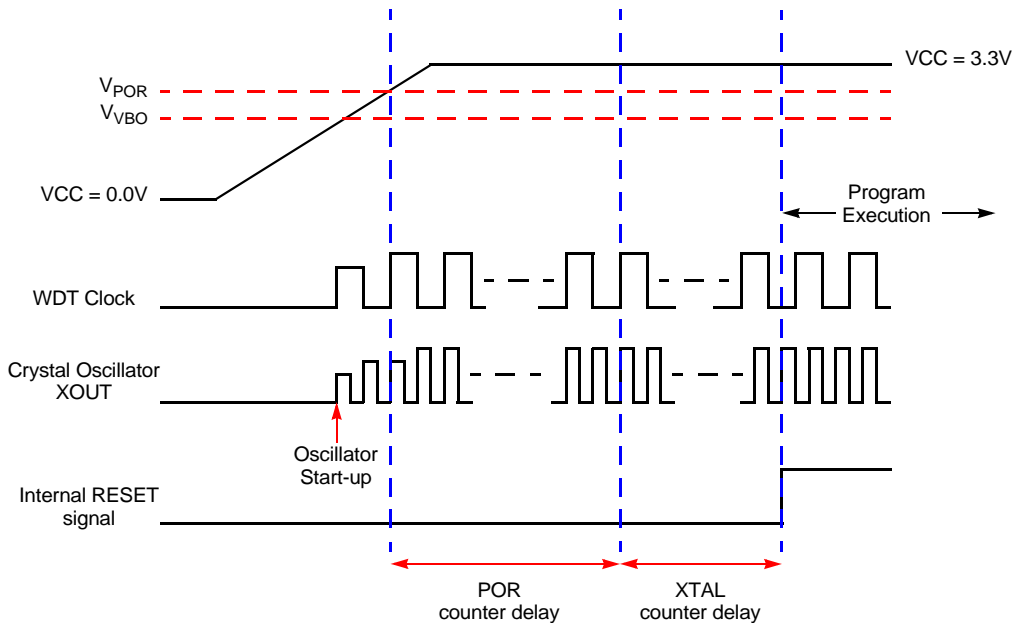 VCC = 3.3V
VPOR
VVBO
VCC = 0.0V
Program
Execution
WDT Clock
Crystal Oscillator
XOUT
Oscillator
Start-up
Internal RESET
signal
POR
counter delay
XTAL
counter delay